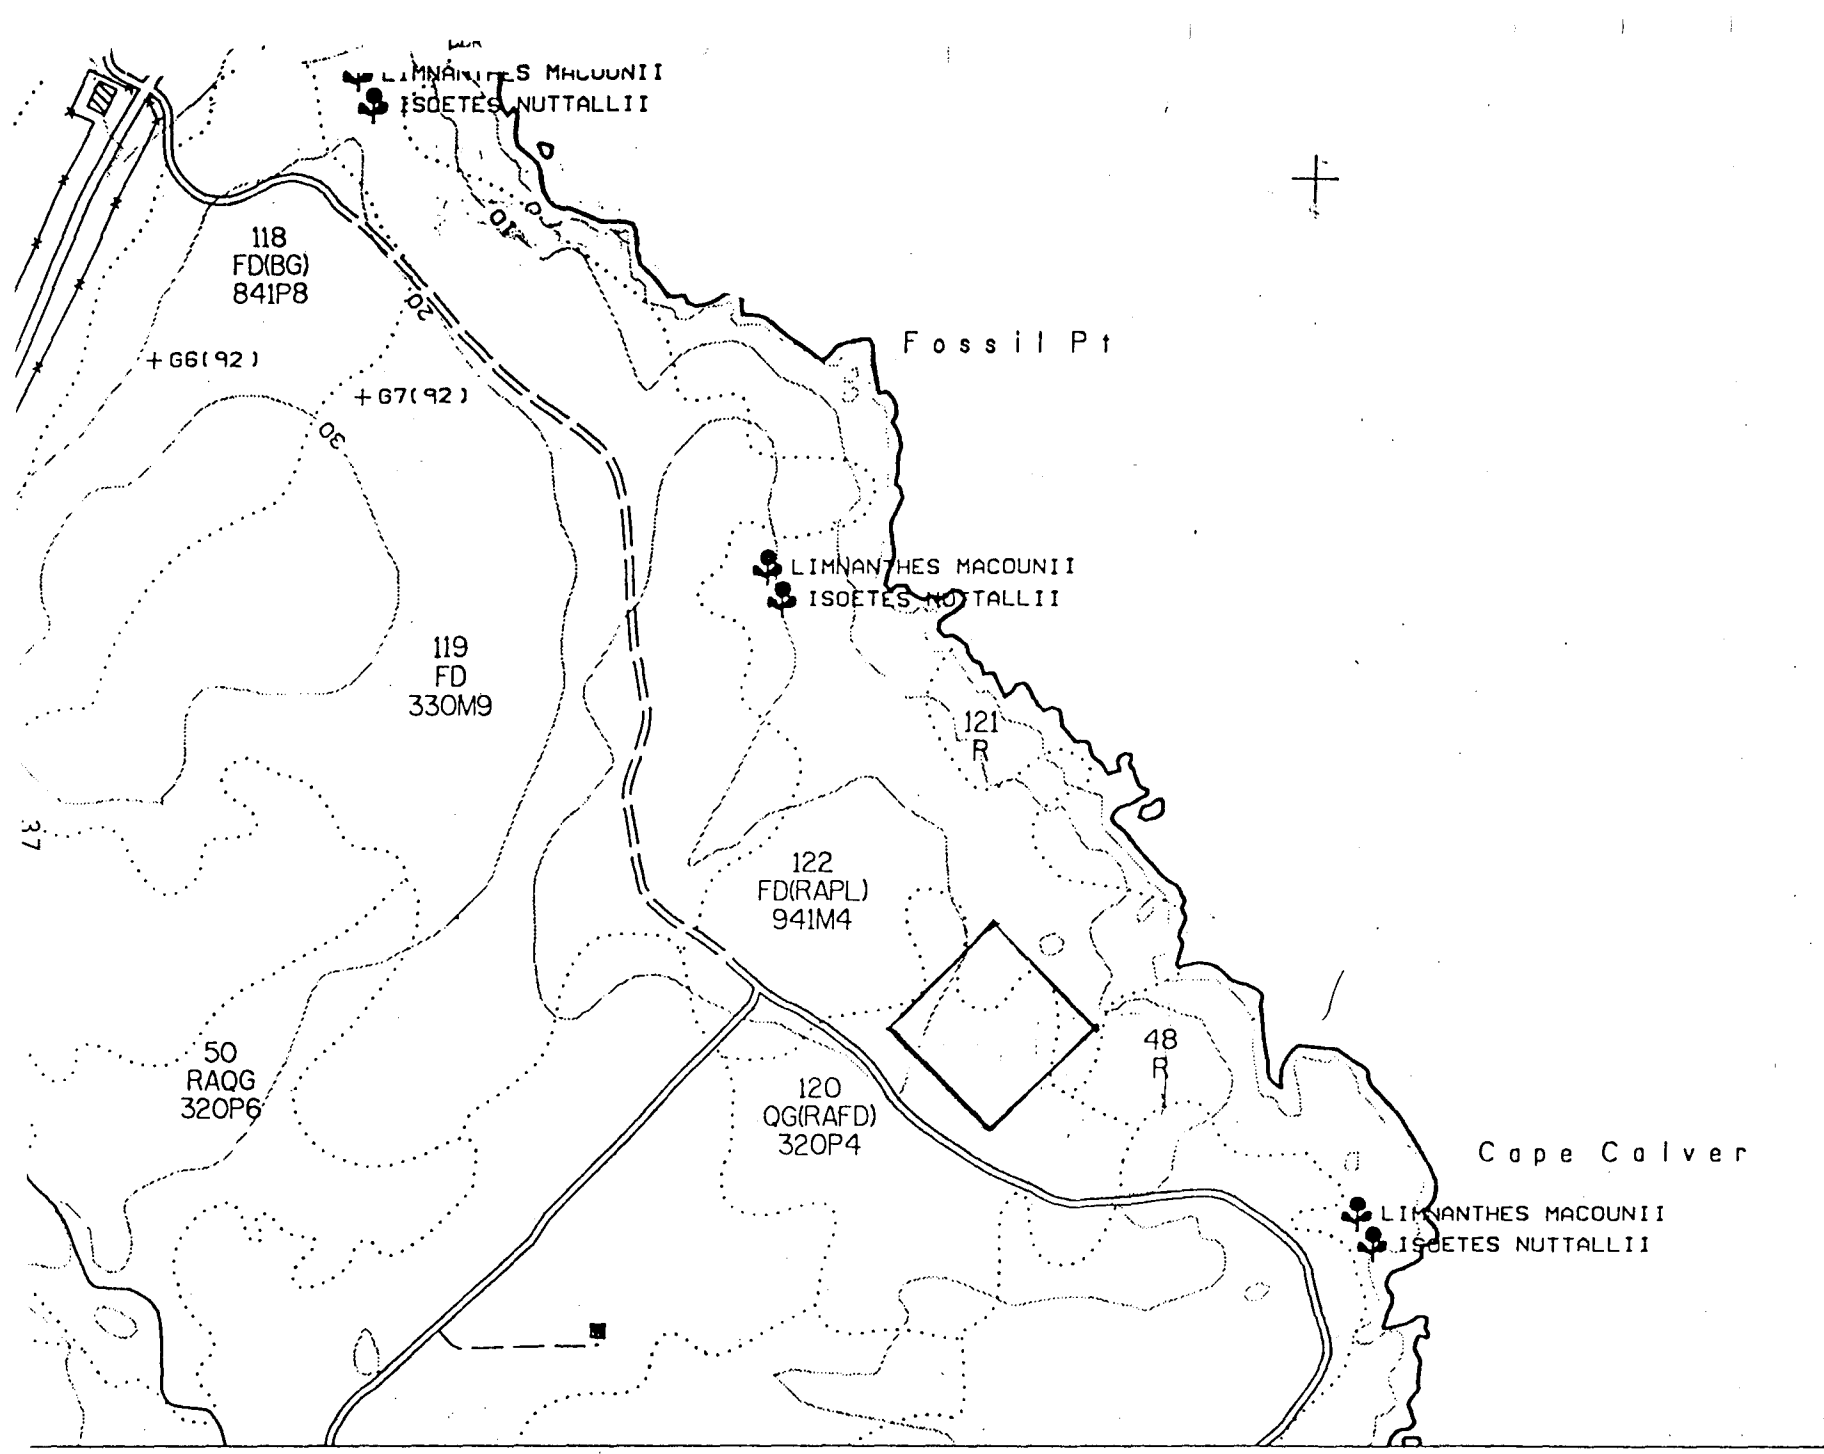 LIMNANTHES MACOUNII
ISOETES NUTTALLII
10
0
118
FD(BG)
841P8
20
Fossil Pt
+G6(92)
+G7(92)
30
LIMNANTHES MACOUNII
ISOETES NUTTALLII
119
FD
330M9
121
R
37
122
FD(RAPL)
941M4
50
RAQG
320P6
48
R
120
QG(RAFD)
320P4
Cape Calver
LIMNANTHES MACOUNII
ISOETES NUTTALLII